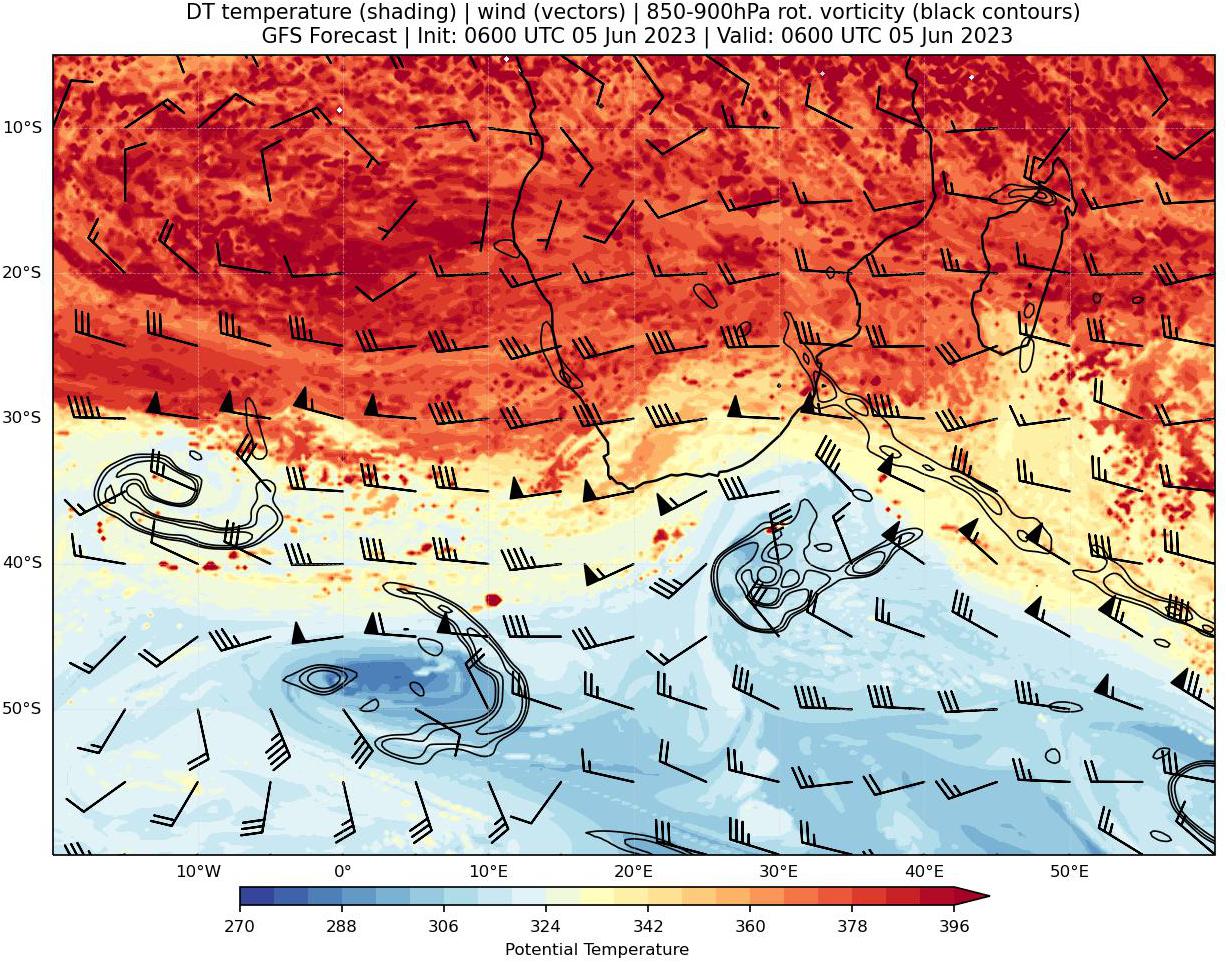 DT temperature (shading) | wind (vectors) | 850-900hPa rot. vorticity (black contours)
GFS Forecast | Init: 0600 UTC 05 Jun 2023 | Valid: 0600 UTC 05 Jun 2023
10°S
20°S
30°S
40°S
50°S
10°W 0° 10°E 20°E 30°E 40°E 50°E
270 288 306 324 342 360 378 396
Potential Temperature